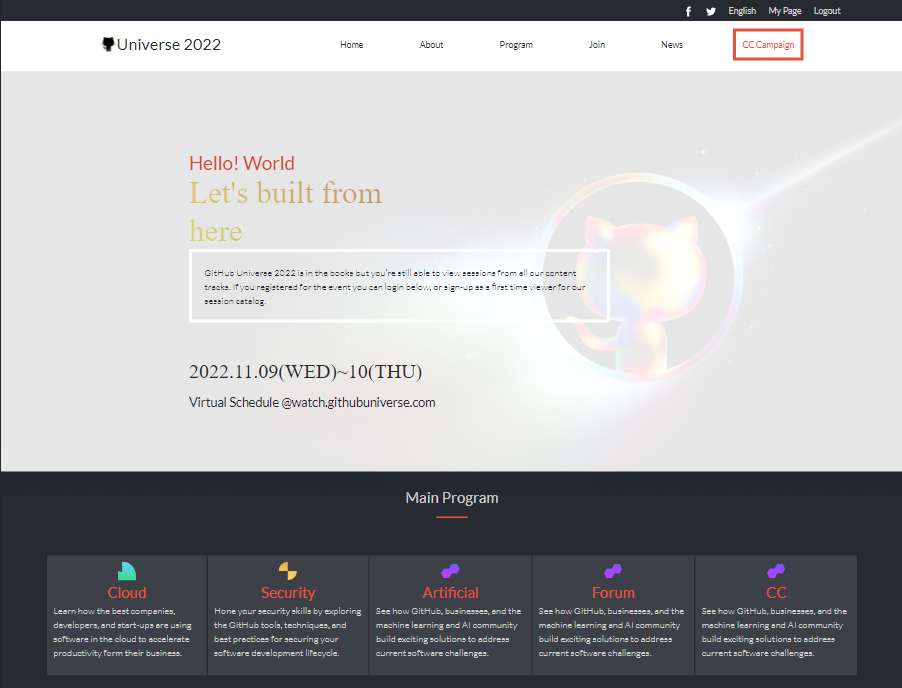 English My Page Logout
Universe 2022 Home About Program Join News CC Campaign
Hello! World
Let's built from
here
GitHub Universe 2022 is in the books but you're still able to view sessions from all our content
tracks. If you registered for the event you can login below, or sign-up as a first time viewer for our
session catalog.
2022.11.09(WED)~10(THU)
Virtual Schedule @watch.githubuniverse.com
Main Program
Cloud
Learn how the best companies,
developers, and start-ups are using
software in the cloud to accelerate
productivity form their business.
Security
Hone your security skills by exploring
the GitHub tools, techniques, and
best practices for securing your
software development lifecycle.
Artificial
See how GitHub, businesses, and the
machine learning and AI community
build exciting solutions to address
current software challenges.
Forum
See how GitHub, businesses, and the
machine learning and AI community
build exciting solutions to address
current software challenges.
CC
See how GitHub, businesses, and the
machine learning and AI community
build exciting solutions to address
current software challenges.